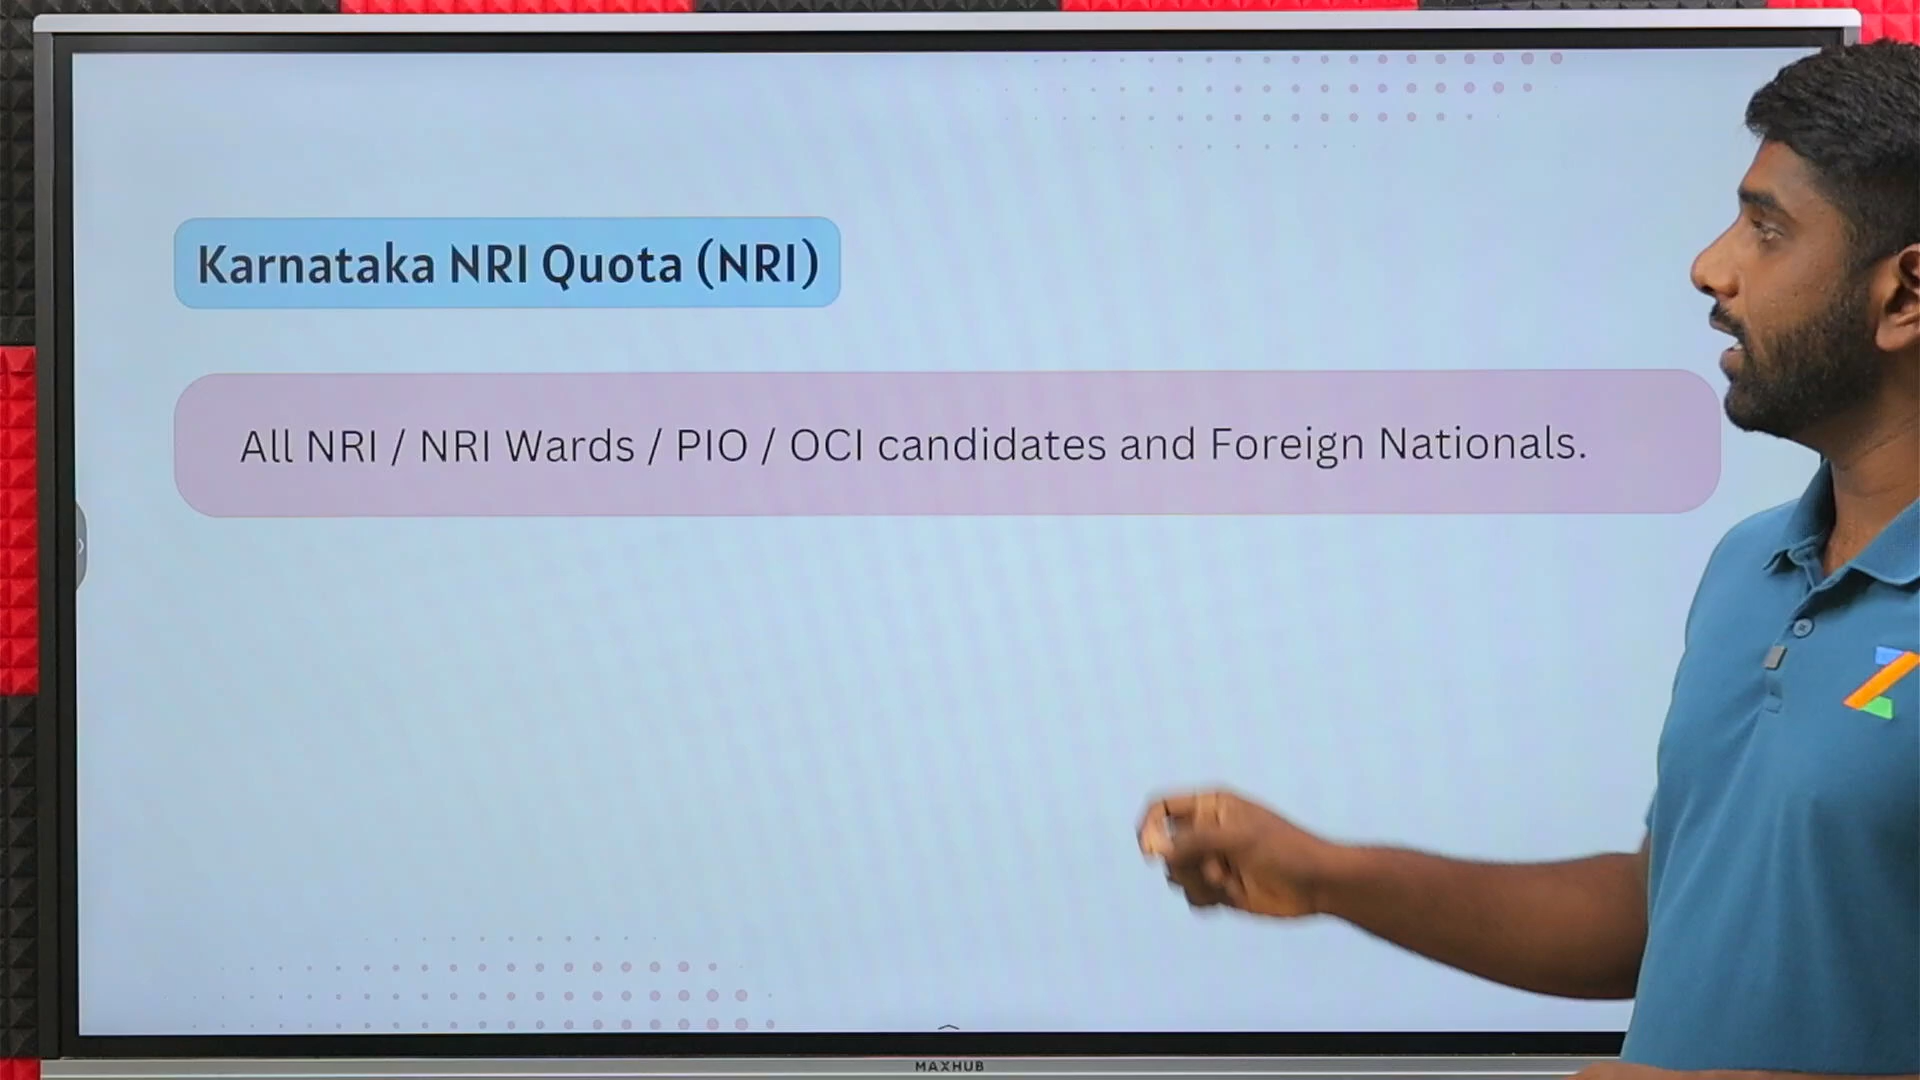 Karnataka NRI Quota (NRI)
All NRI / NRI Wards / PIO / OCI candidates and Foreign Nationals.
MAXHUB